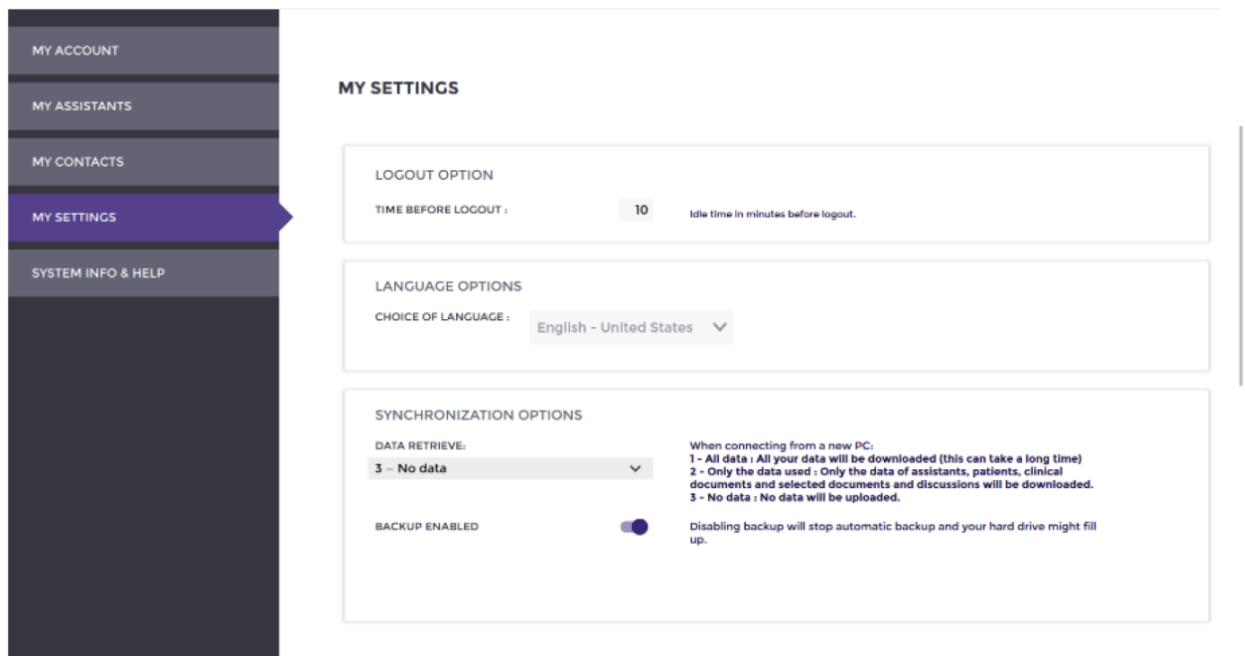 MY ACCOUNT
MY ASSISTANTS
MY CONTACTS
MY SETTINGS
SYSTEM INFO & HELP
MY SETTINGS
LOGOUT OPTION
TIME BEFORE LOGOUT :
10
Idle time in minutes before logout.
LANGUAGE OPTIONS
CHOICE OF LANGUAGE :
English - United States
SYNCHRONIZATION OPTIONS
DATA RETRIEVE:
3 – No data
When connecting from a new PC:
1 - All data : All your data will be downloaded (this can take a long time)
2 - Only the data used : Only the data of assistants, patients, clinical
documents and selected documents and discussions will be downloaded.
3 - No data : No data will be uploaded.
BACKUP ENABLED
Disabling backup will stop automatic backup and your hard drive might fill
up.